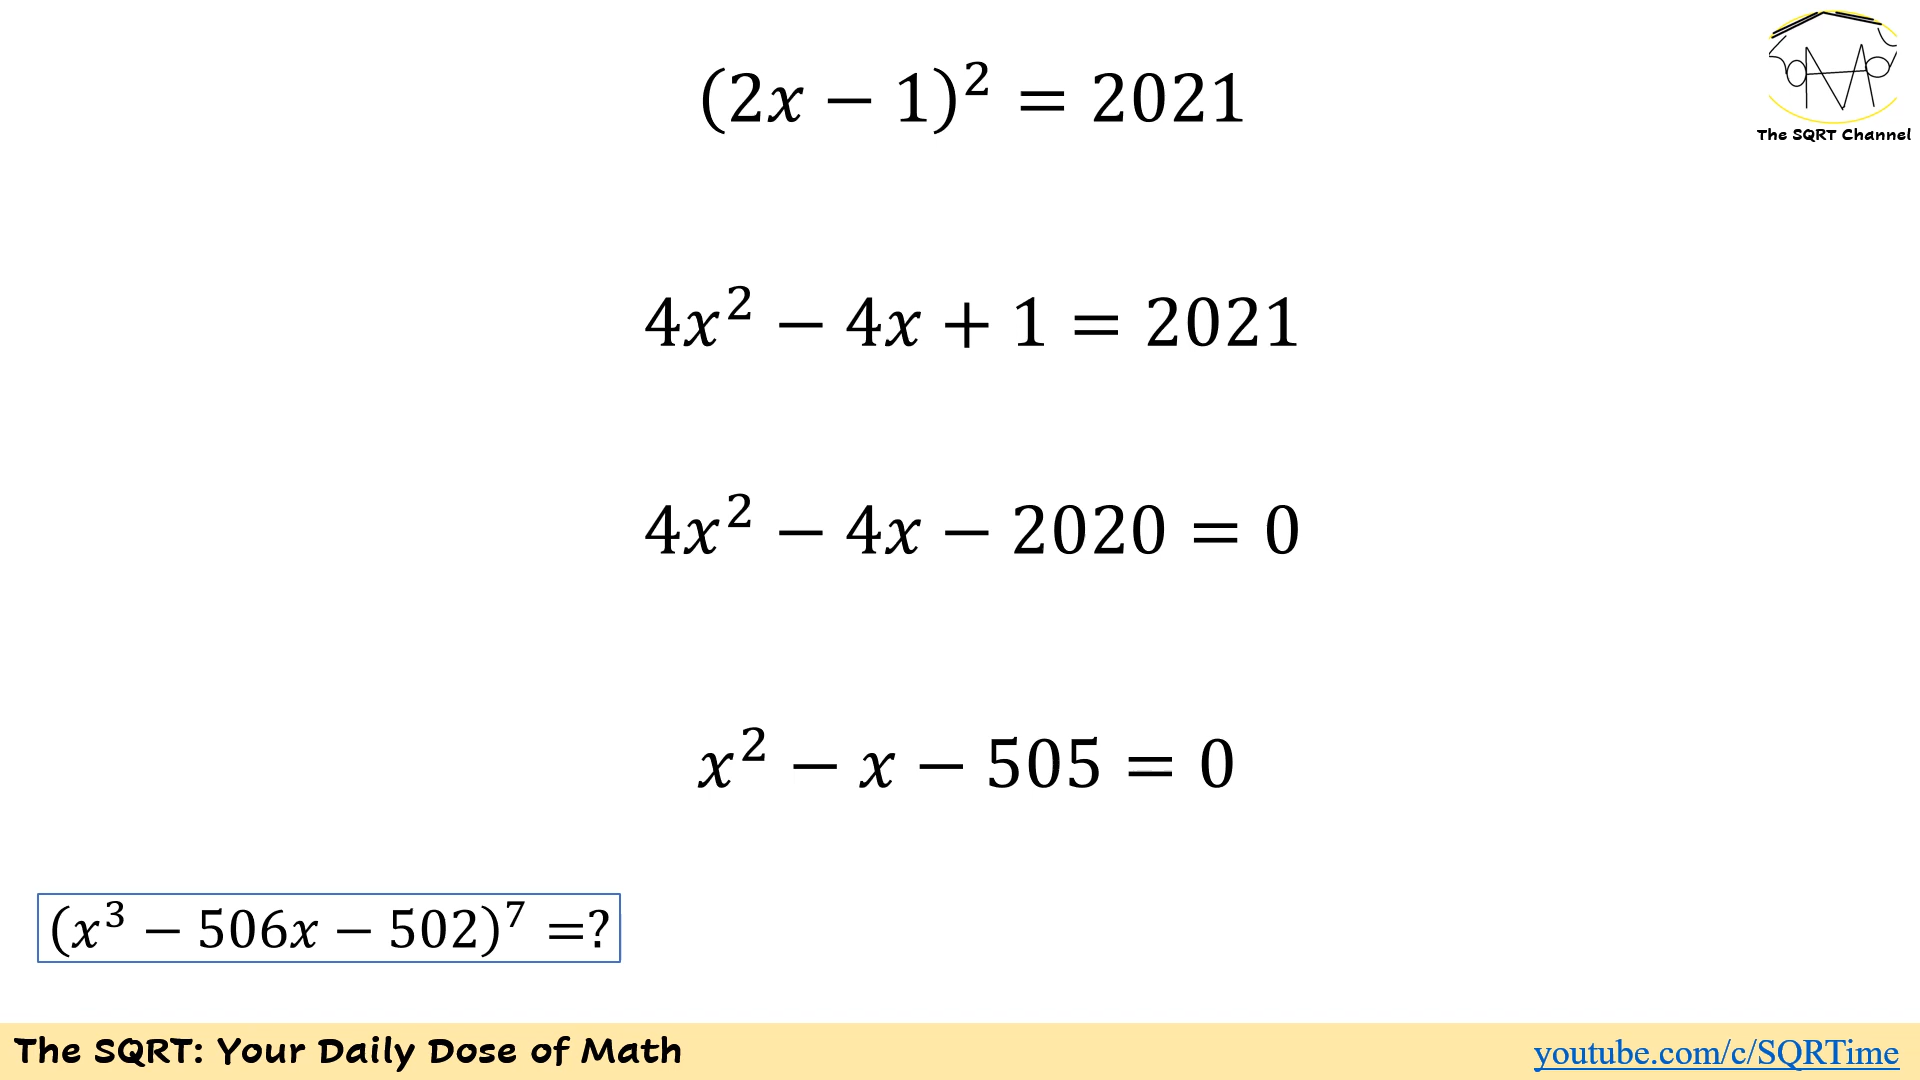 (2x − 1)² = 2021
The SQRT Channel
4x² − 4x + 1 = 2021
4x² − 4x − 2020 = 0
x² − x − 505 = 0
(x³ − 506x − 502)⁷ =?
The SQRT: Your Daily Dose of Math
youtube.com/c/SQRTime